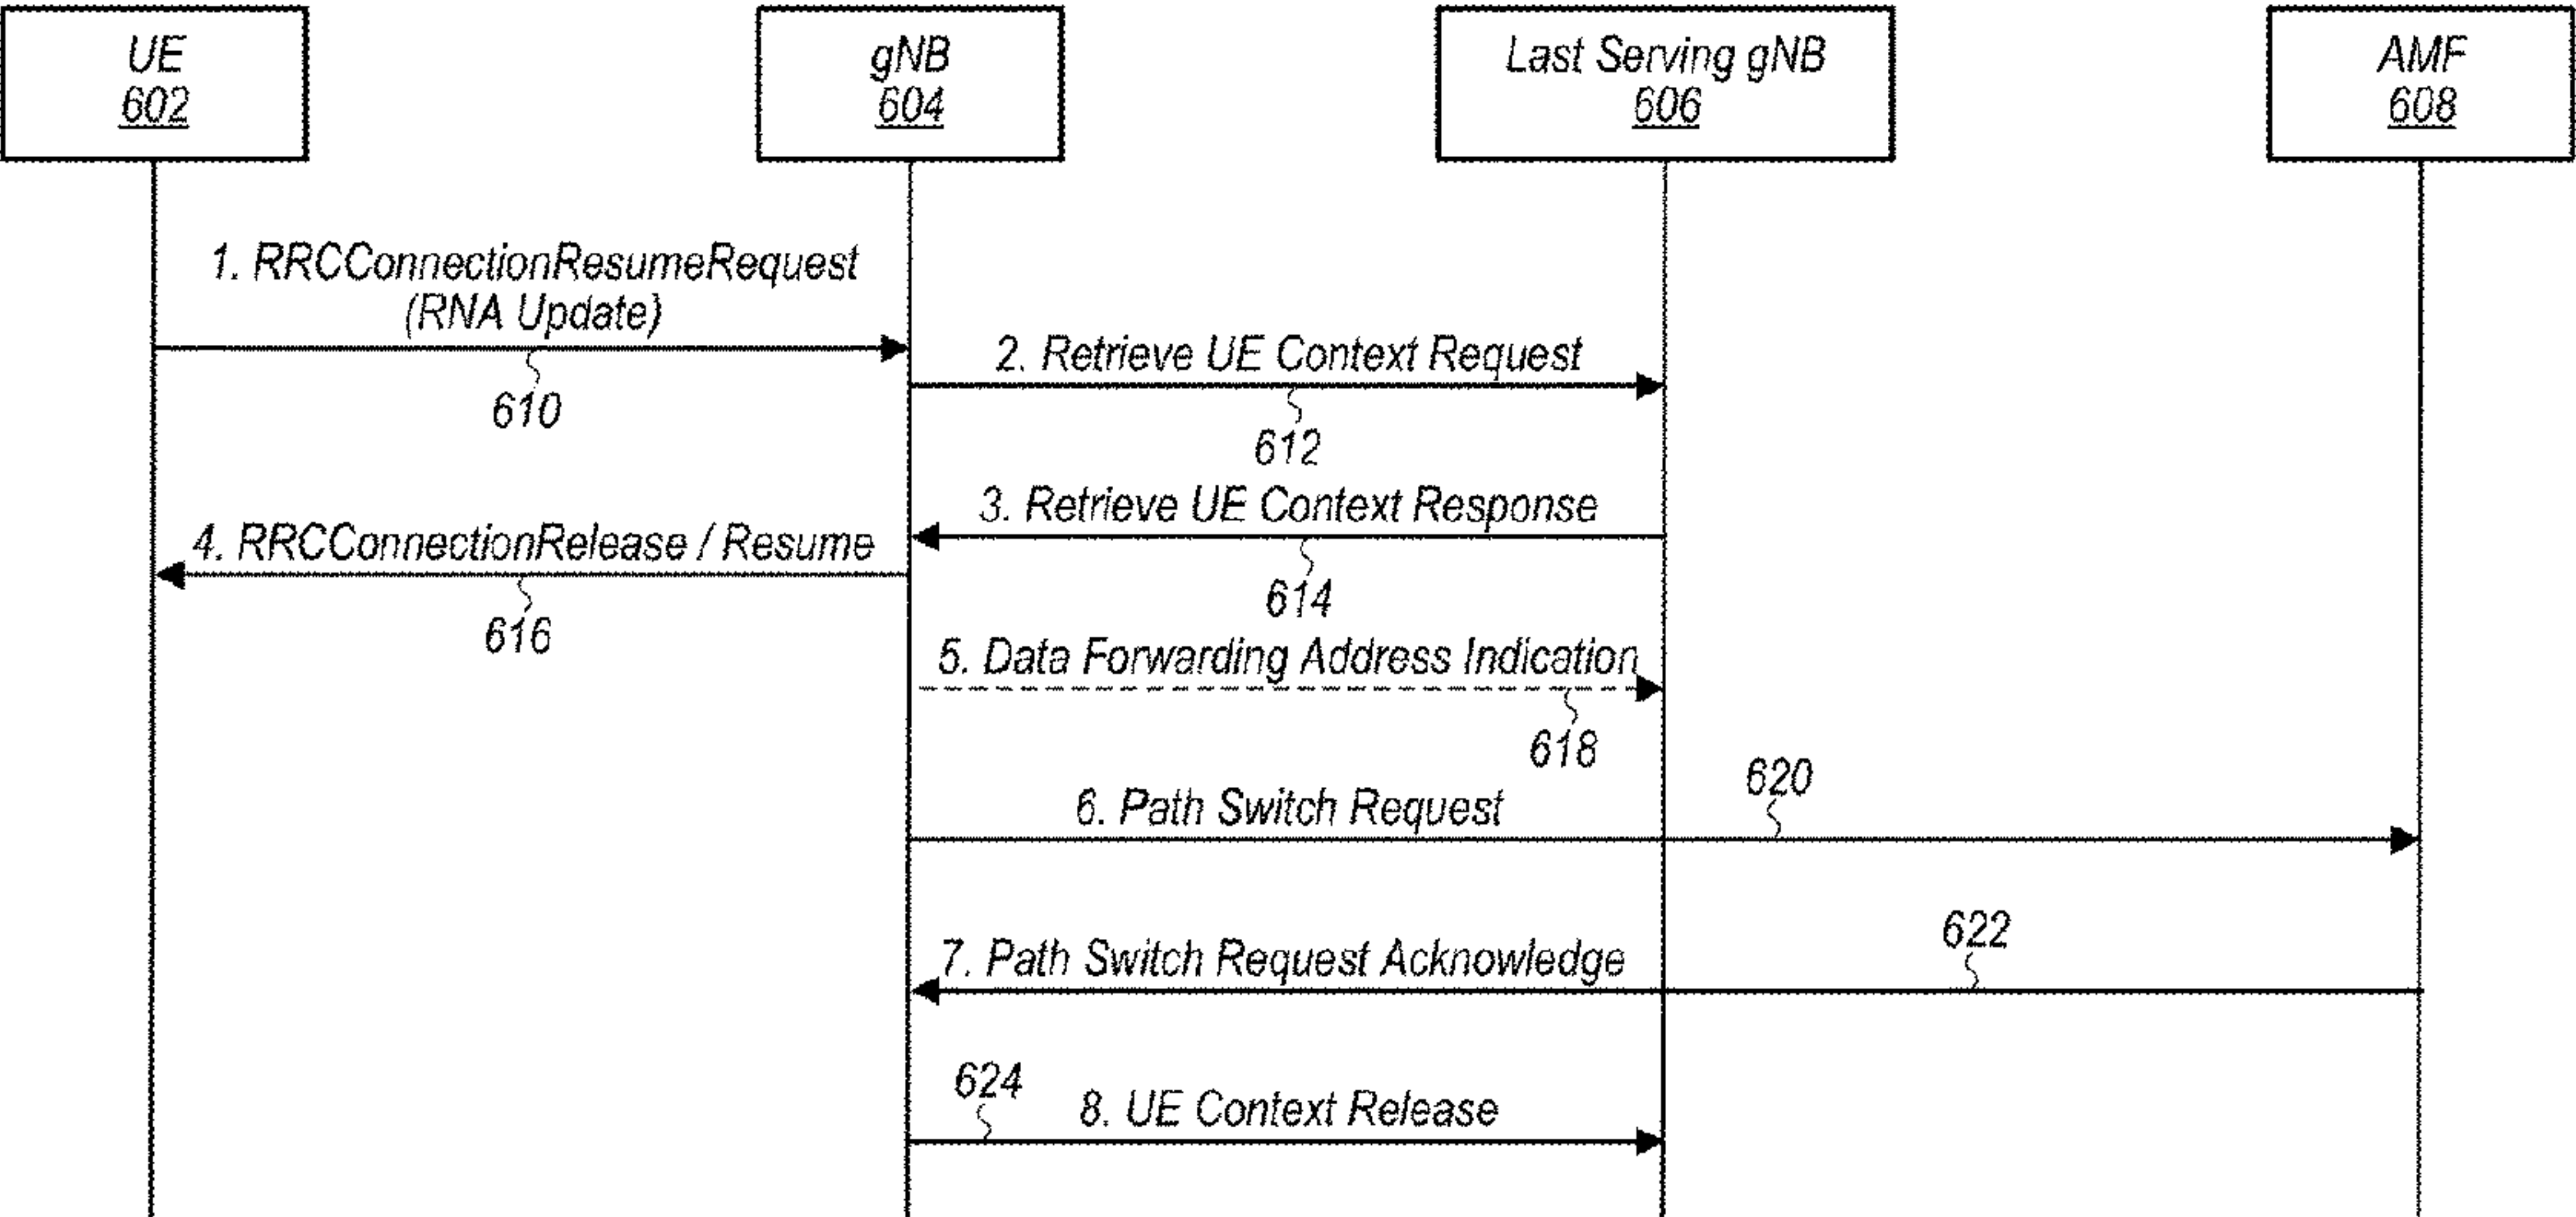 UE
602
gNB
604
Last Serving gNB
606
AMF
608
1. RRCConnectionResumeRequest
(RNA Update)
610
2. Retrieve UE Context Request
612
3. Retrieve UE Context Response
614
4. RRCConnectionRelease / Resume
616
5. Data Forwarding Address Indication
618
6. Path Switch Request
620
7. Path Switch Request Acknowledge
622
8. UE Context Release
624